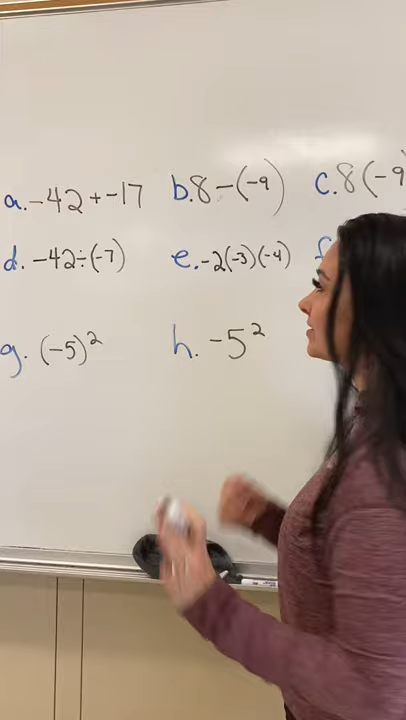 a. -42 + -17 b. 8 - (-9) c. 8(-9)
d. -42 ÷ (-7) e. -2(-3)(-4) f.
g. (-5)² h. -5²